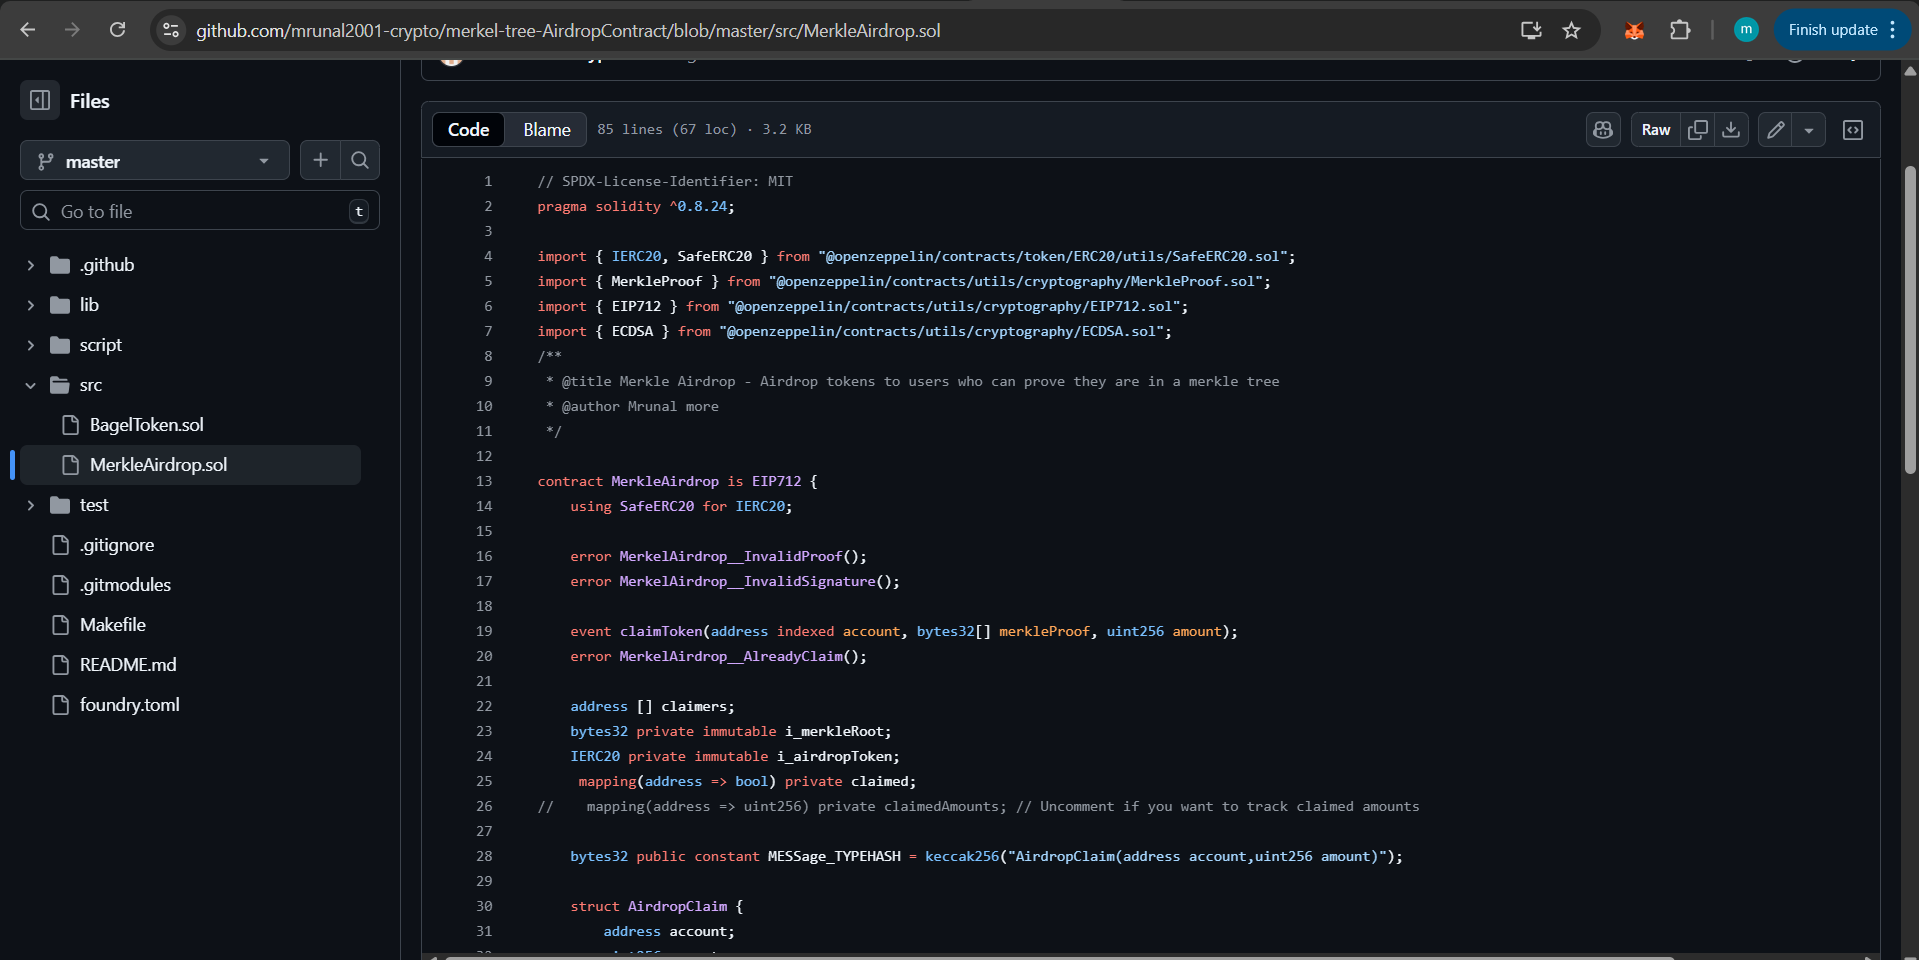 github.com/mrunal2001-crypto/merkel-tree-AirdropContract/blob/master/src/MerkleAirdrop.sol
m
Finish update
Files
master
Go to file
t
.github
lib
script
src
BagelToken.sol
MerkleAirdrop.sol
test
.gitignore
.gitmodules
Makefile
README.md
foundry.toml
Code Blame 85 lines (67 loc) · 3.2 KB
Raw
1 // SPDX-License-Identifier: MIT
2 pragma solidity ^0.8.24;
3
4 import { IERC20, SafeERC20 } from "@openzeppelin/contracts/token/ERC20/utils/SafeERC20.sol";
5 import { MerkleProof } from "@openzeppelin/contracts/utils/cryptography/MerkleProof.sol";
6 import { EIP712 } from "@openzeppelin/contracts/utils/cryptography/EIP712.sol";
7 import { ECDSA } from "@openzeppelin/contracts/utils/cryptography/ECDSA.sol";
8 /**
9 * @title Merkle Airdrop - Airdrop tokens to users who can prove they are in a merkle tree
10 * @author Mrunal more
11 */
12
13 contract MerkleAirdrop is EIP712 {
14 using SafeERC20 for IERC20;
15
16 error MerkelAirdrop__InvalidProof();
17 error MerkelAirdrop__InvalidSignature();
18
19 event claimToken(address indexed account, bytes32[] merkleProof, uint256 amount);
20 error MerkelAirdrop__AlreadyClaim();
21
22 address [] claimers;
23 bytes32 private immutable i_merkleRoot;
24 IERC20 private immutable i_airdropToken;
25 mapping(address => bool) private claimed;
26 // mapping(address => uint256) private claimedAmounts; // Uncomment if you want to track claimed amounts
27
28 bytes32 public constant MESSage_TYPEHASH = keccak256("AirdropClaim(address account,uint256 amount)");
29
30 struct AirdropClaim {
31 address account;